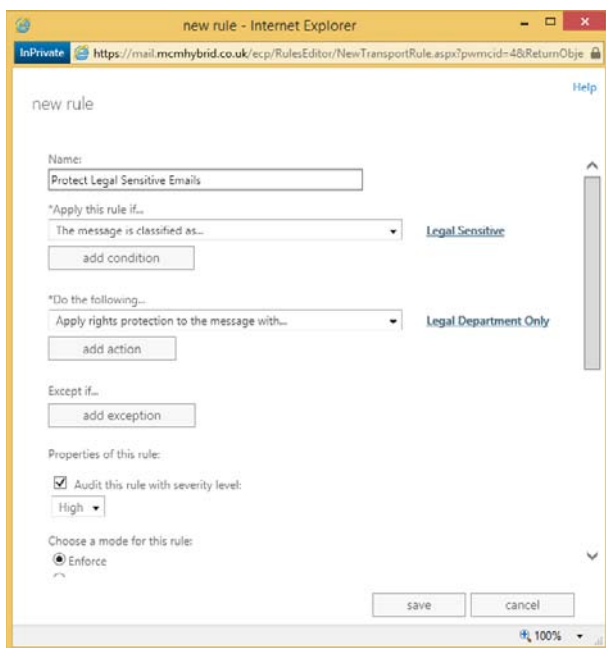 new rule - Internet Explorer
InPrivate https://mail.mcmhybrid.co.uk/ecp/RulesEditor/NewTransportRule.aspx?pwmcid=4&ReturnObje
Help
new rule
Name:
Protect Legal Sensitive Emails
*Apply this rule if...
The message is classified as... Legal Sensitive
add condition
*Do the following...
Apply rights protection to the message with... Legal Department Only
add action
Except if...
add exception
Properties of this rule:
Audit this rule with severity level:
High
Choose a mode for this rule:
Enforce
save cancel
100%